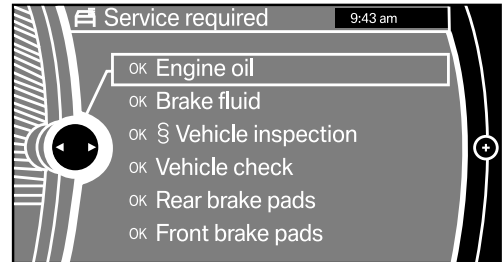 Service required
9:43 am
OK Engine oil
OK Brake fluid
OK § Vehicle inspection
OK Vehicle check
OK Rear brake pads
OK Front brake pads